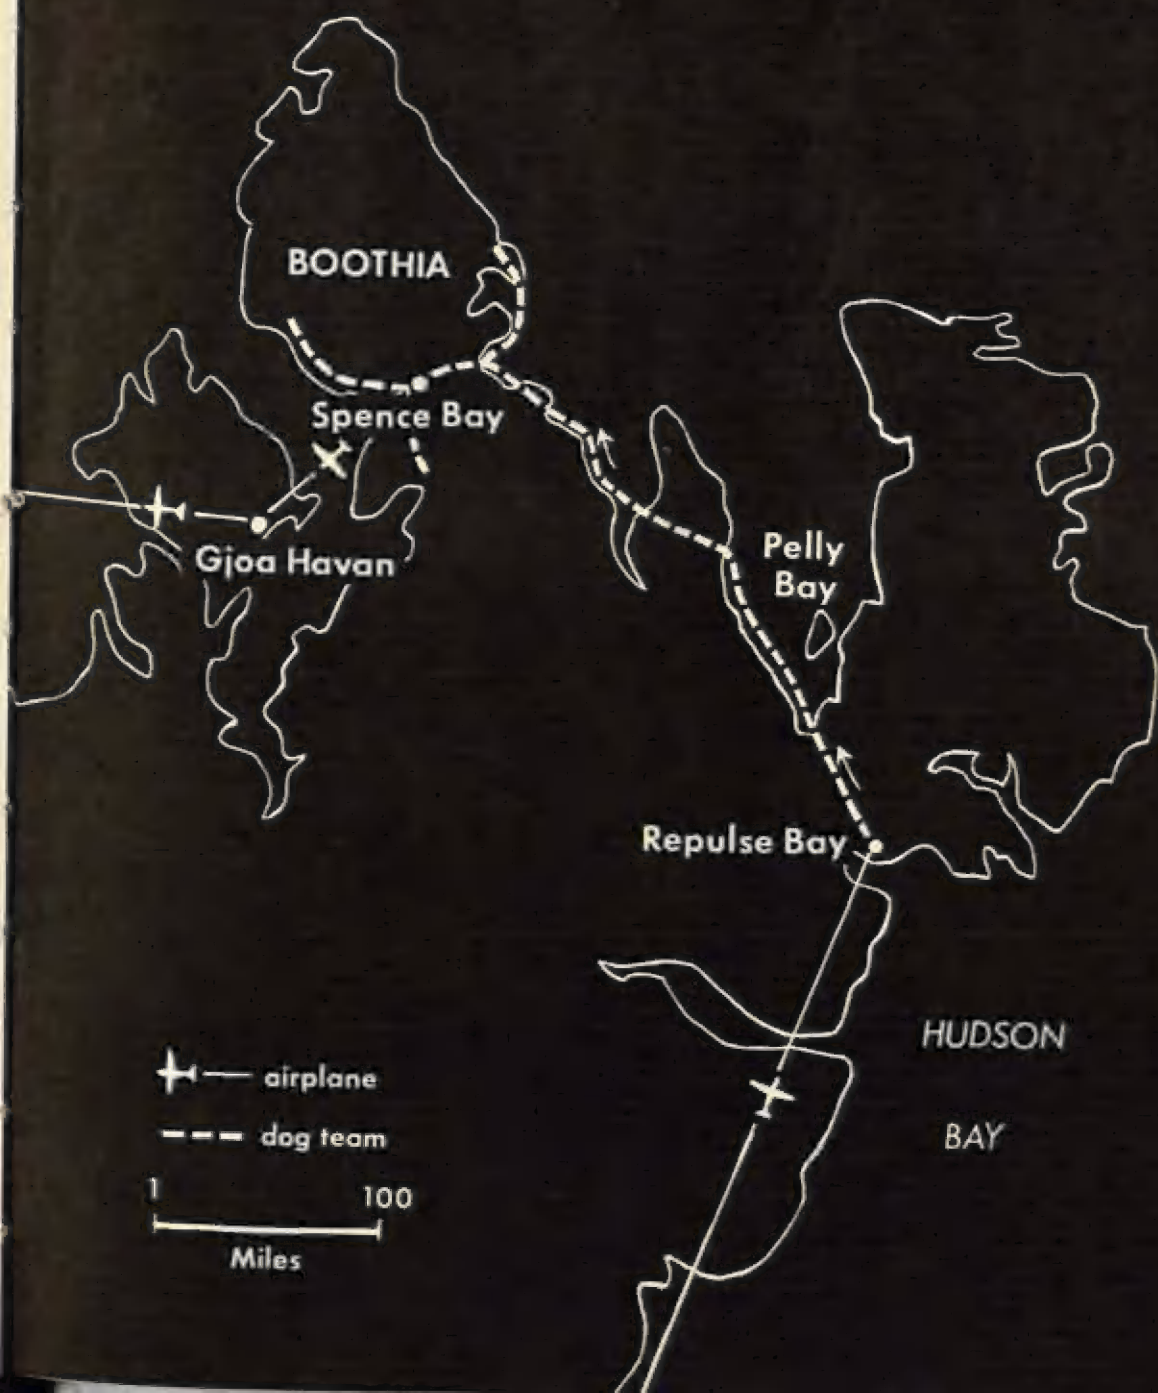 BOOTHIA
Spence Bay
Gjoa Havan
Pelly
Bay
Repulse Bay
HUDSON
BAY
airplane
dog team
1 100
Miles